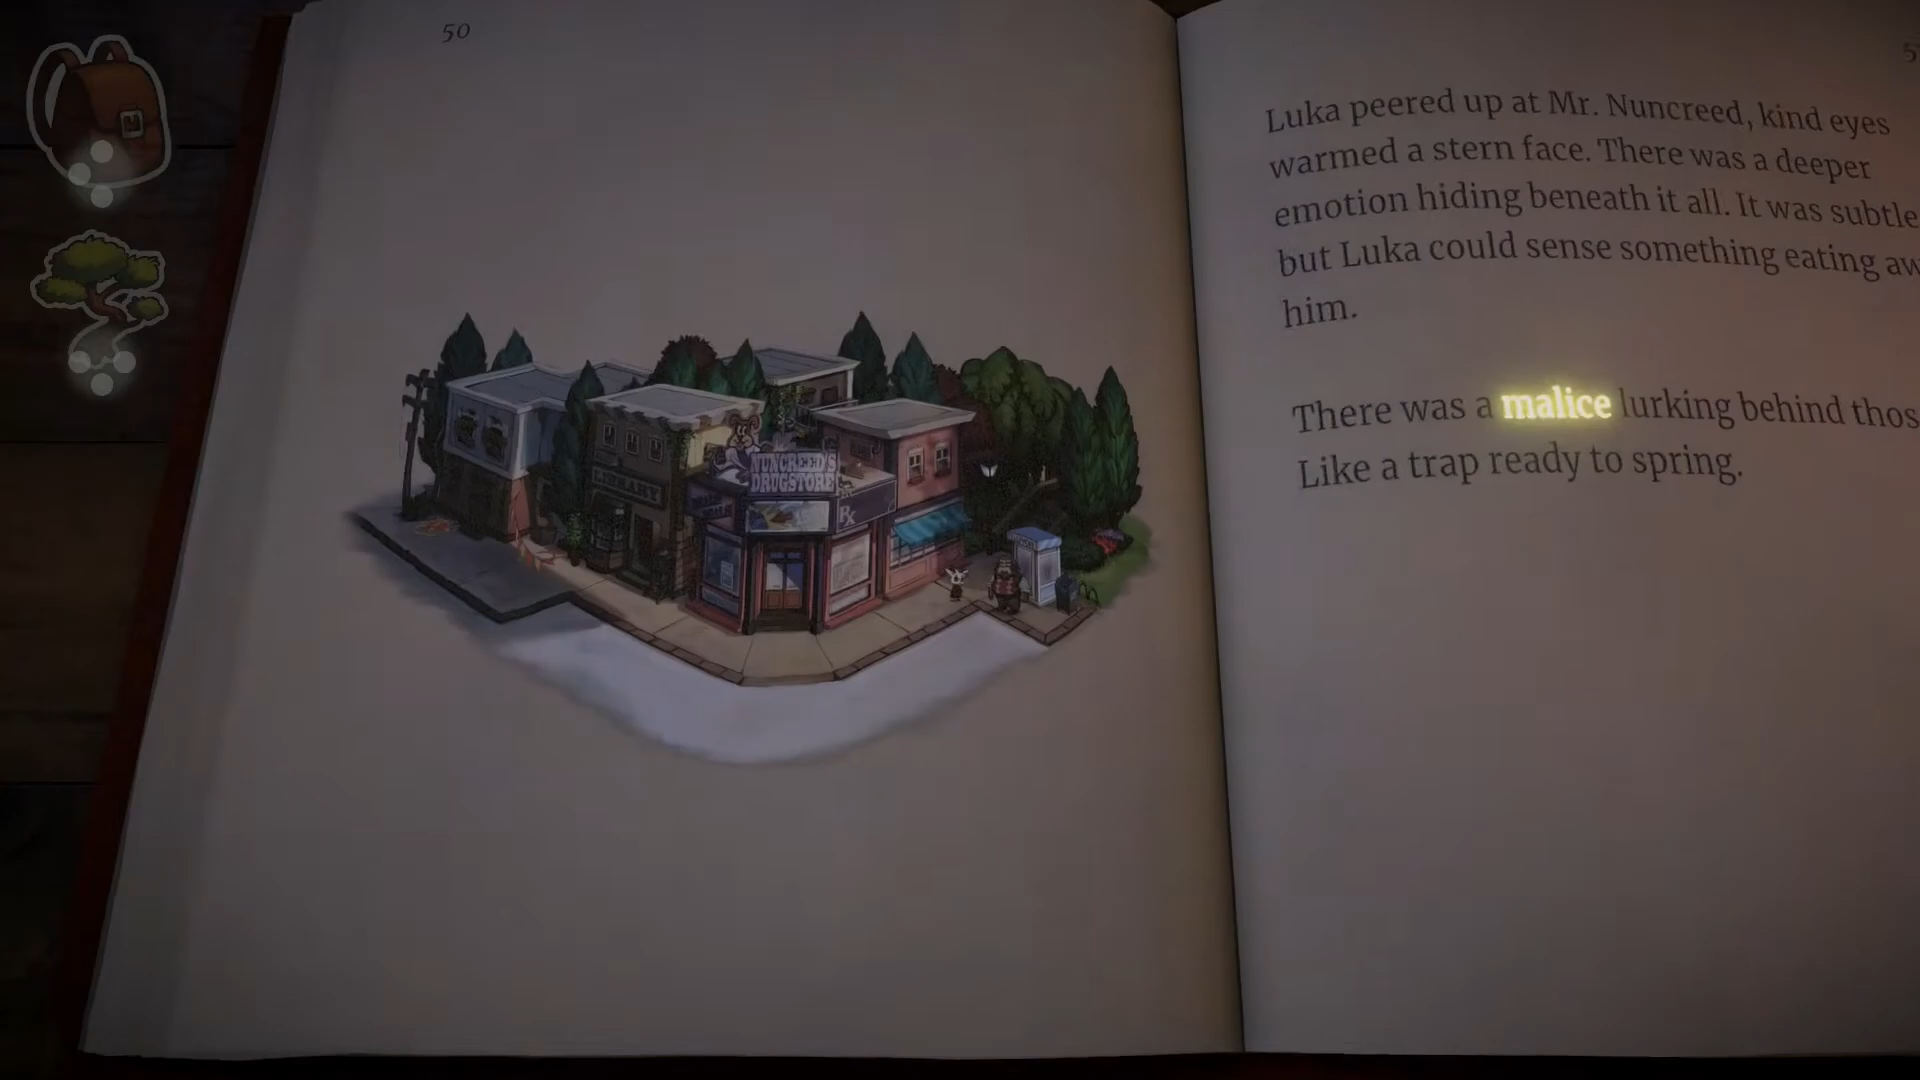 50
Luka peered up at Mr. Nuncreed, kind eyes
warmed a stern face. There was a deeper
emotion hiding beneath it all. It was subtle
but Luka could sense something eating
him.
There was a malice lurking behind
Like a trap ready to spring.
LIBRARY
NUNCREED'S
DRUGSTORE
Rx